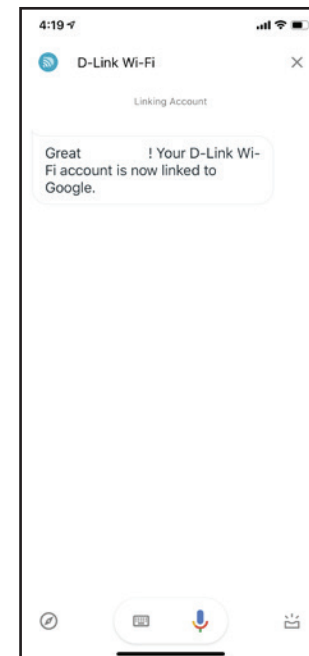 4:19
D-Link Wi-Fi
Linking Account
Great ! Your D-Link Wi-
Fi account is now linked to
Google.